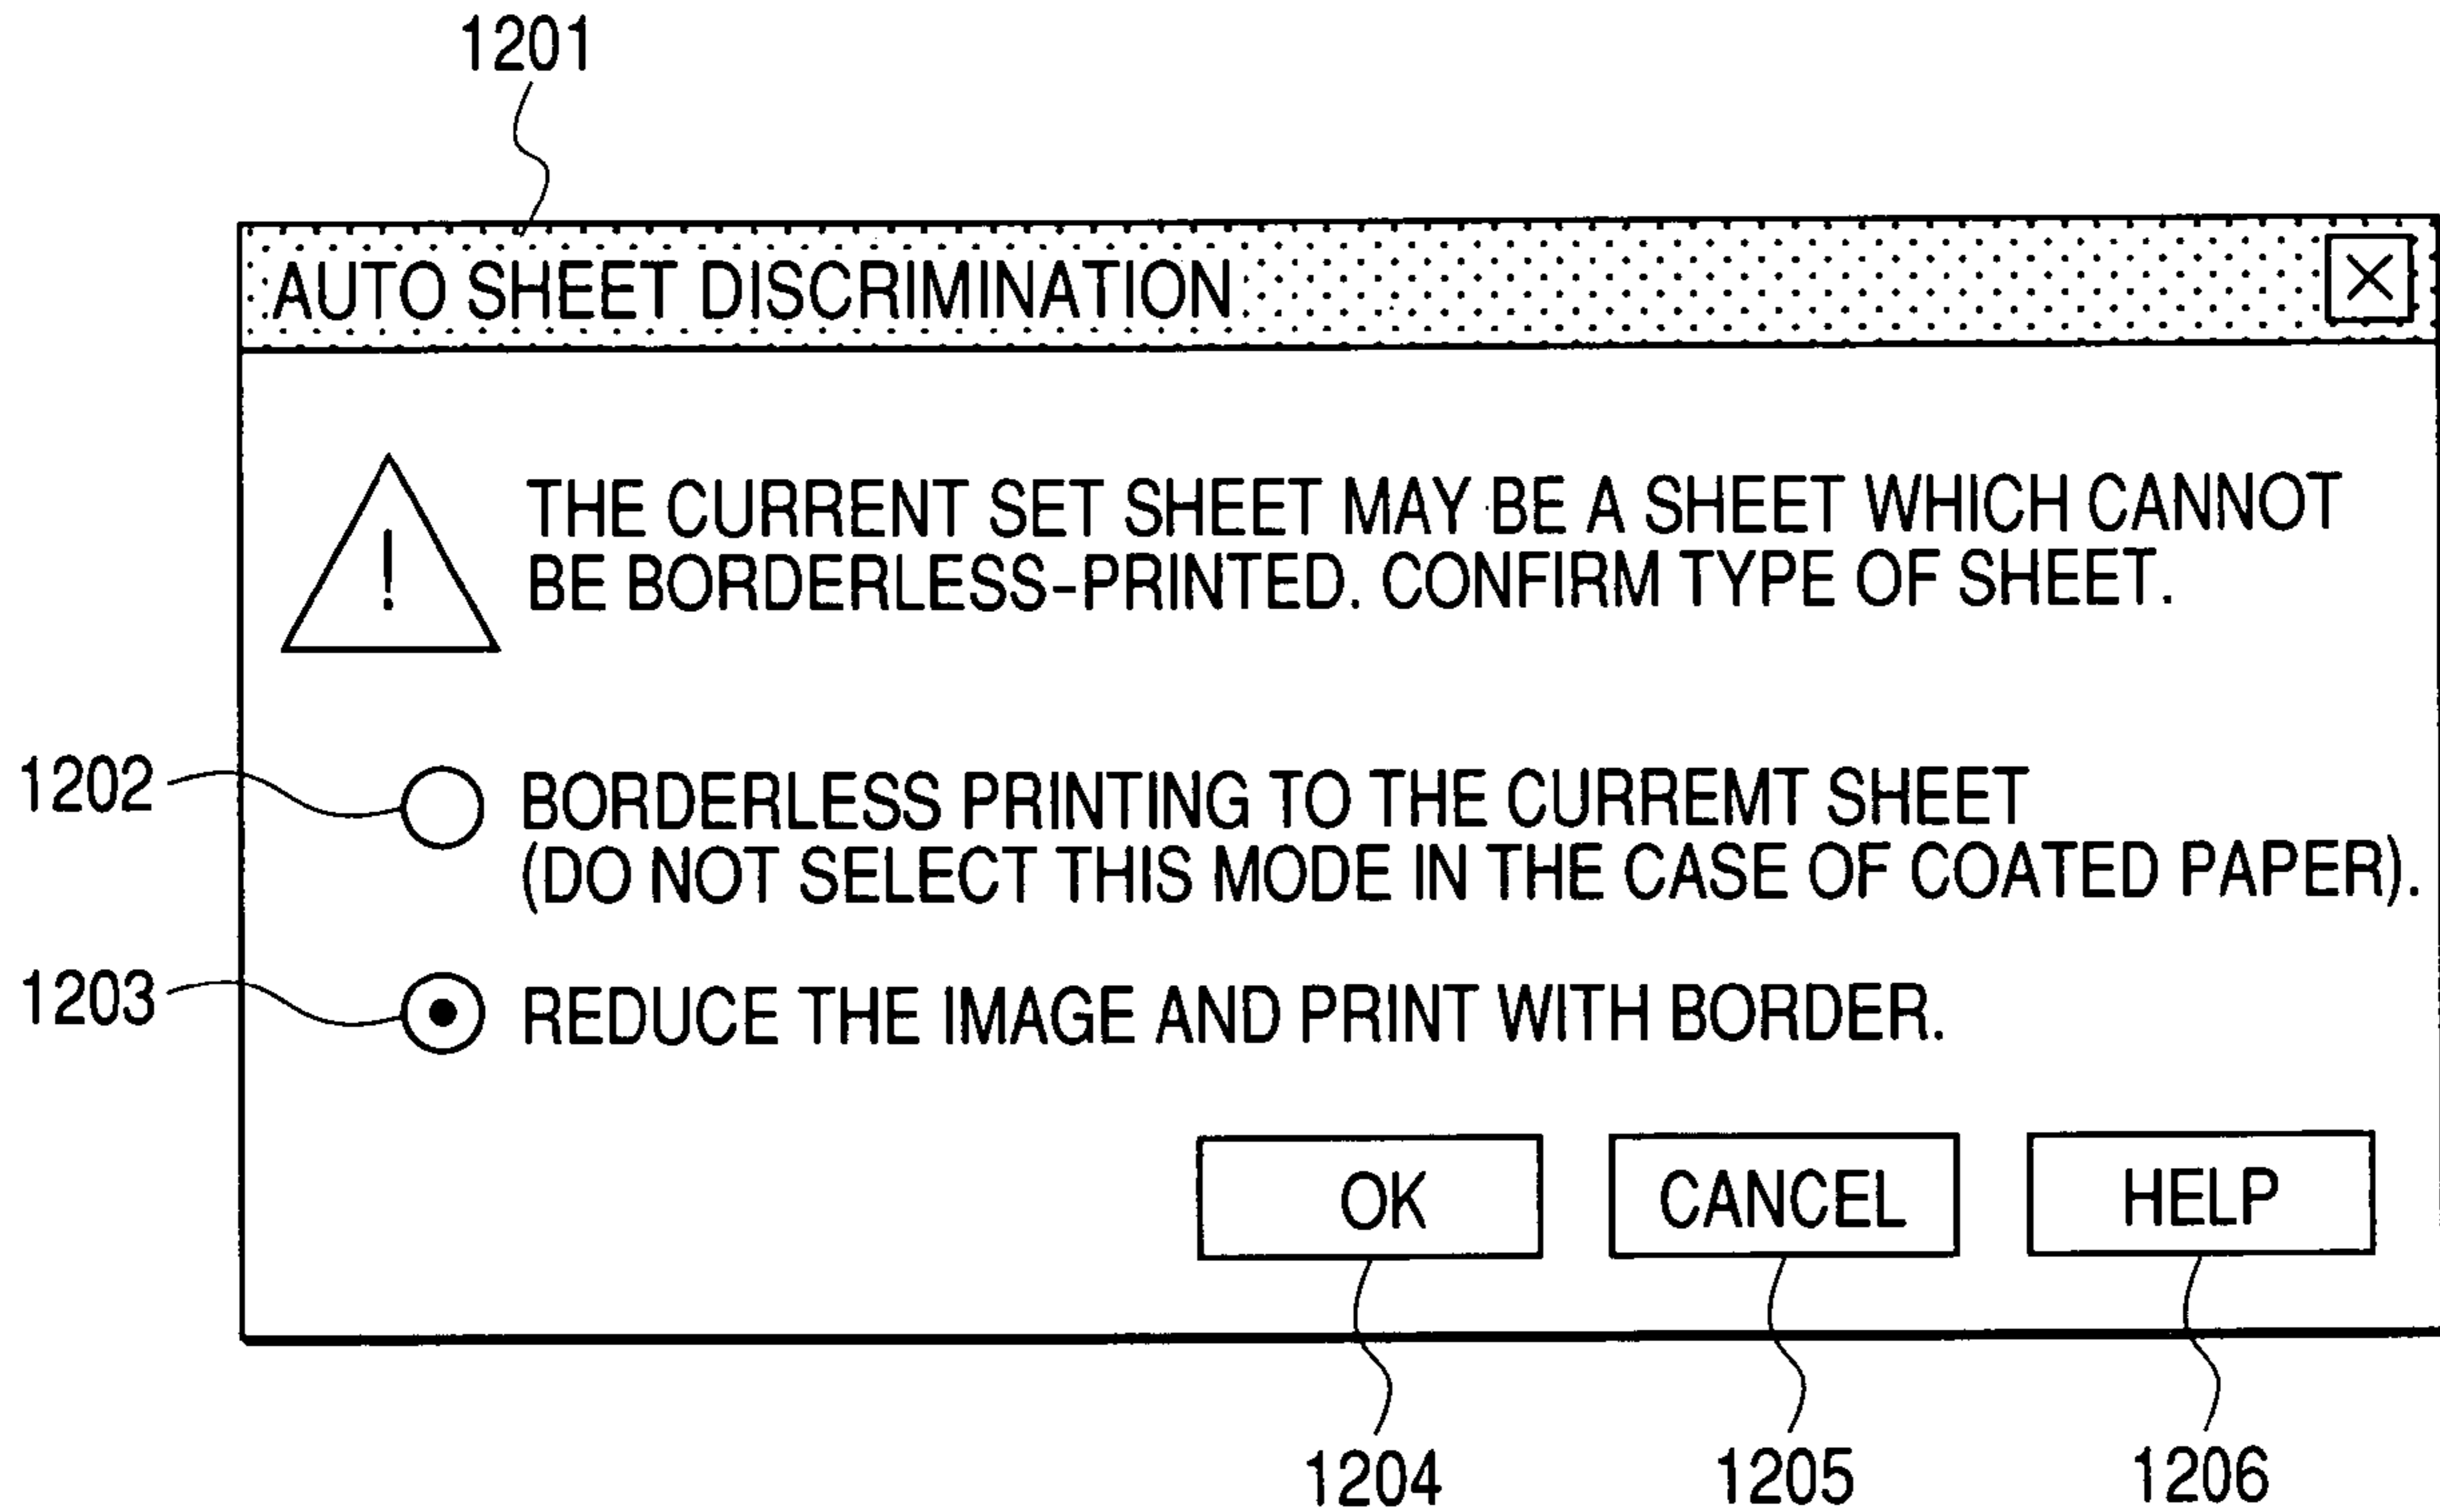 1201
AUTO SHEET DISCRIMINATION
!
THE CURRENT SET SHEET MAY BE A SHEET WHICH CANNOT
BE BORDERLESS-PRINTED. CONFIRM TYPE OF SHEET.
1202
BORDERLESS PRINTING TO THE CURREMT SHEET
(DO NOT SELECT THIS MODE IN THE CASE OF COATED PAPER).
1203
REDUCE THE IMAGE AND PRINT WITH BORDER.
OK CANCEL HELP
1204 1205 1206